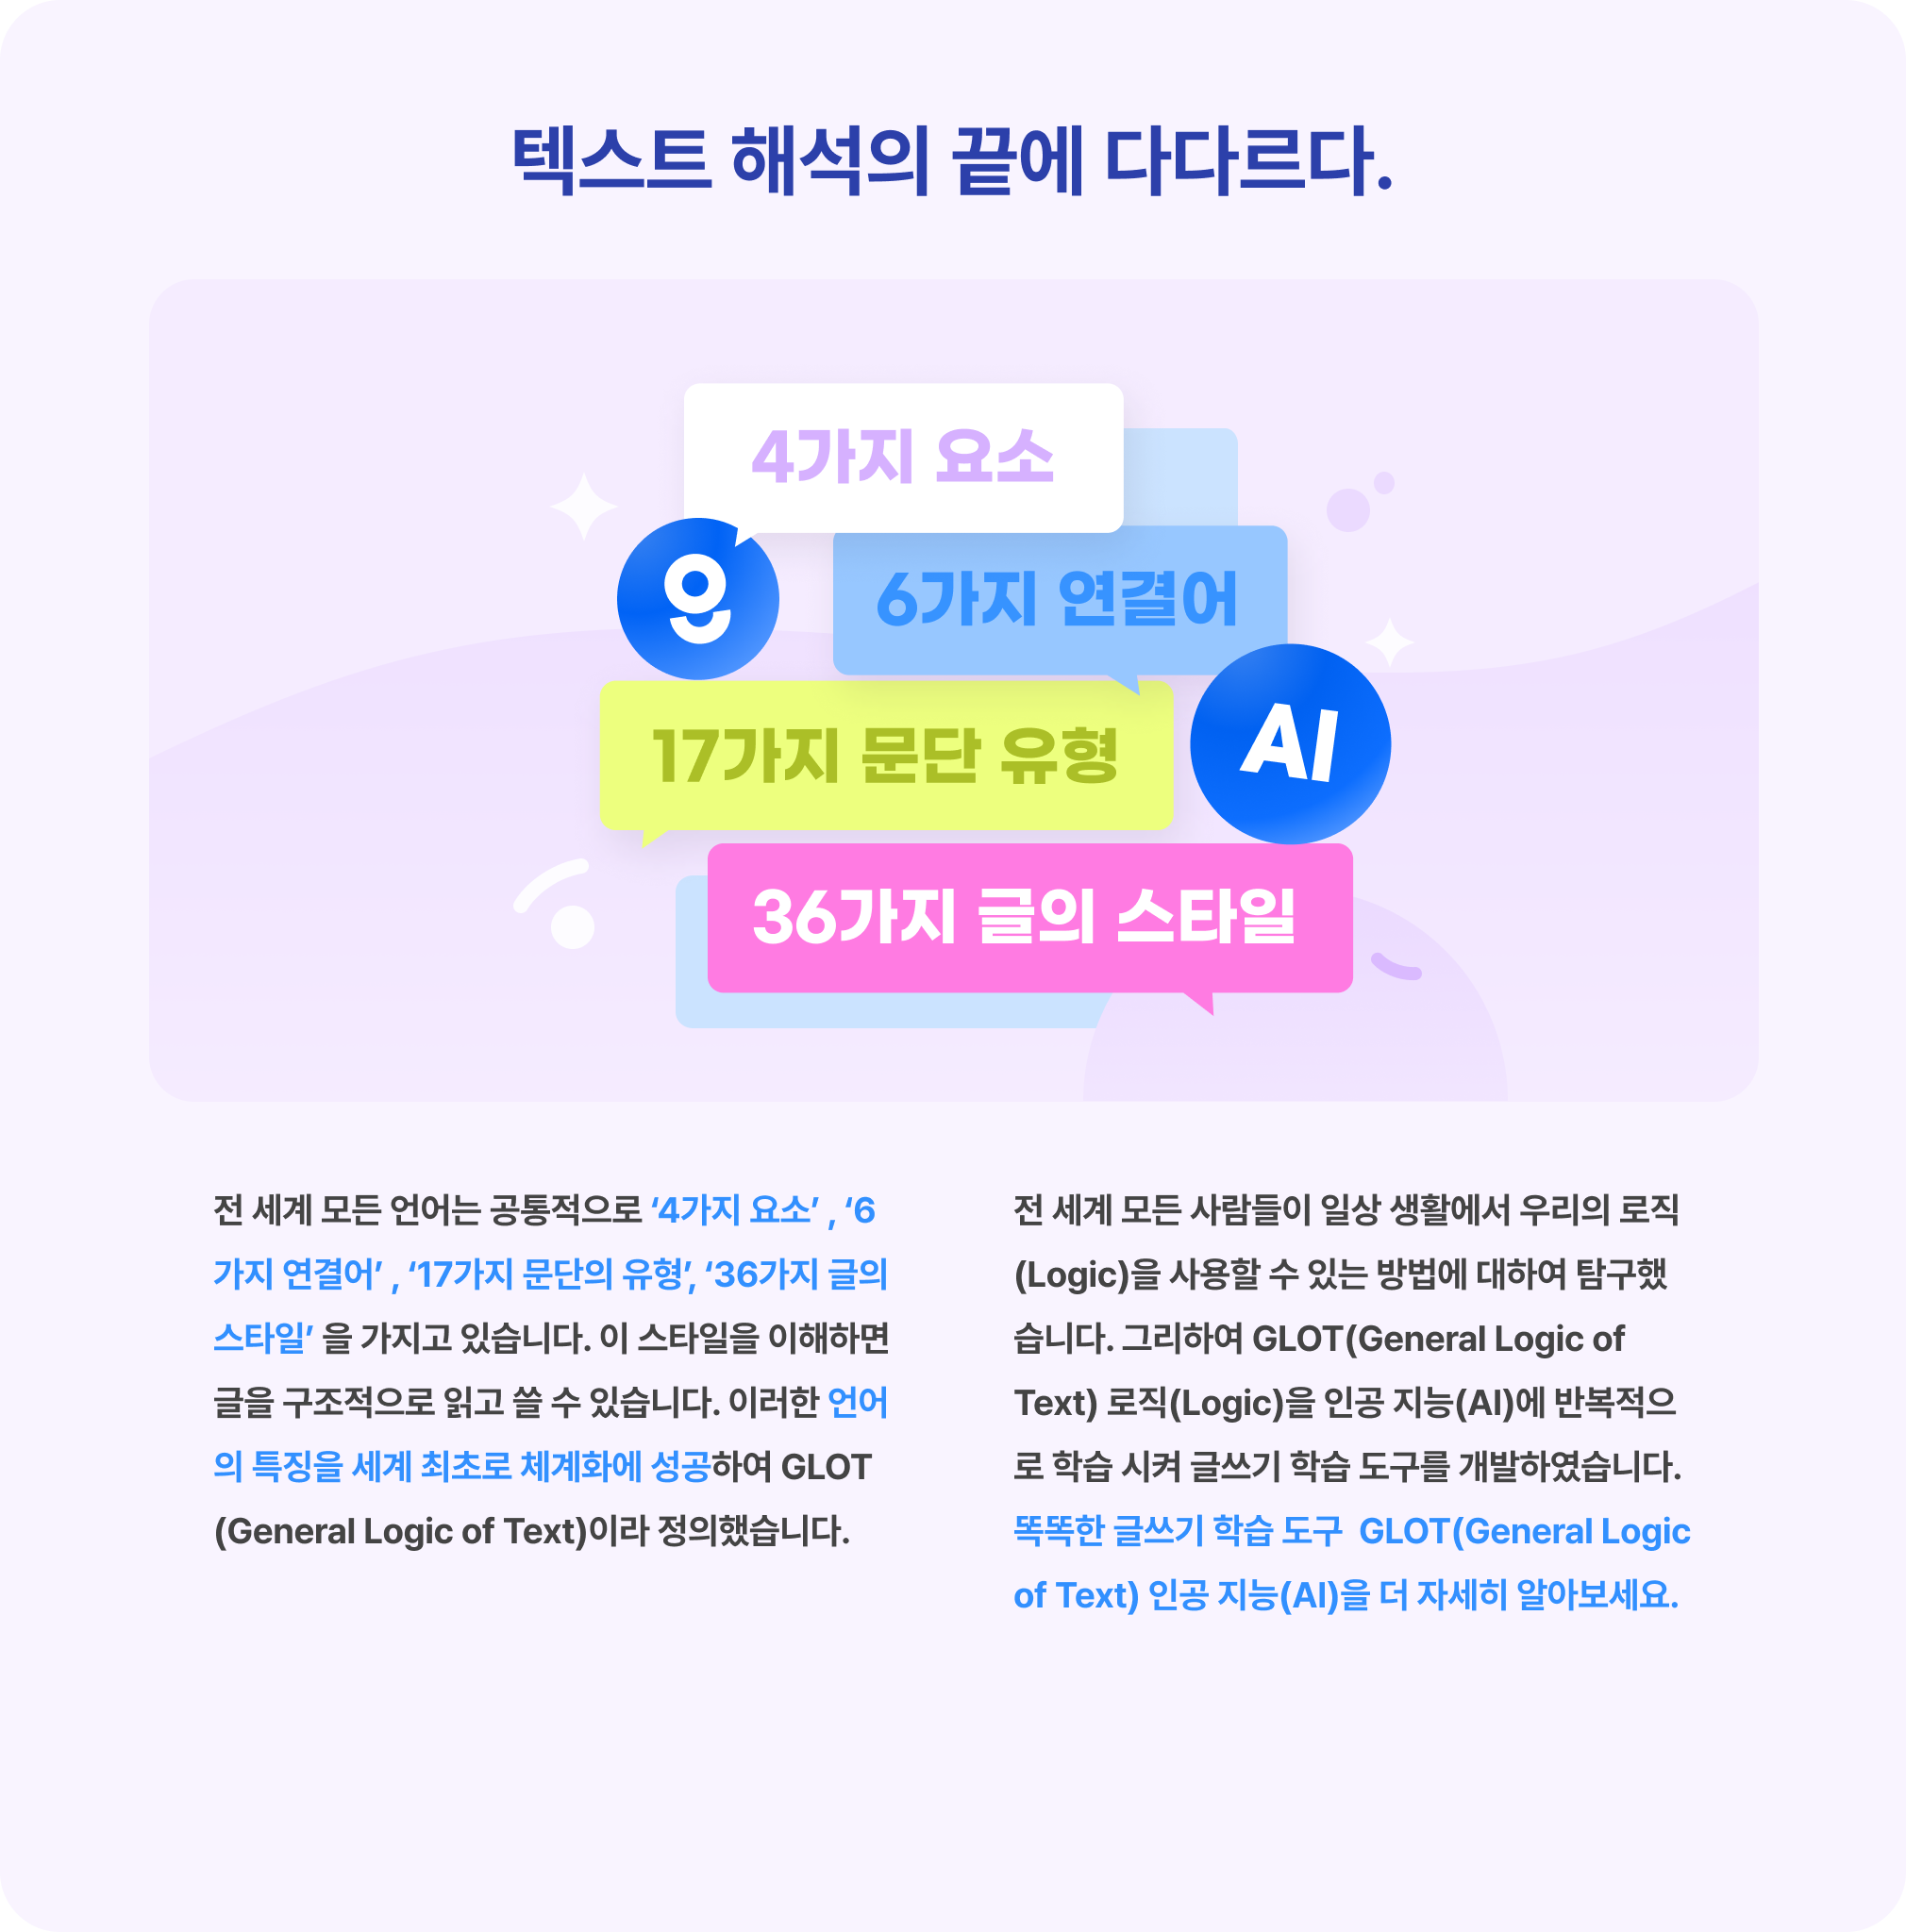 텍스트 해석의 끝에 다다르다.
4가지 요소
g
6가지 연결어
AI
17가지 문단 유형
36가지 글의 스타일
전 세계 모든 언어는 공통적으로 ‘4가지 요소’ , ‘6
가지 연결어’ , ‘17가지 문단의 유형’, ‘36가지 글의
스타일’ 을 가지고 있습니다. 이 스타일을 이해하면
글을 구조적으로 읽고 쓸 수 있습니다. 이러한 언어
의 특징을 세계 최초로 채계화에 성공하여 GLOT
(General Logic of Text)이라 정의했습니다.
전 세계 모든 사람들이 일상 생활에서 우리의 로직
(Logic)을 사용할 수 있는 방법에 대하여 탐구했
습니다. 그리하여 GLOT(General Logic of
Text) 로직(Logic)을 인공 지능(AI)에 반복적으
로 학습 시켜 글쓰기 학습 도구를 개발하였습니다.
똑똑한 글쓰기 학습 도구 GLOT(General Logic
of Text) 인공 지능(AI)을 더 자세히 알아보세요.